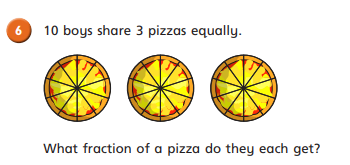 6 10 boys share 3 pizzas equally.
What fraction of a pizza do they each get?